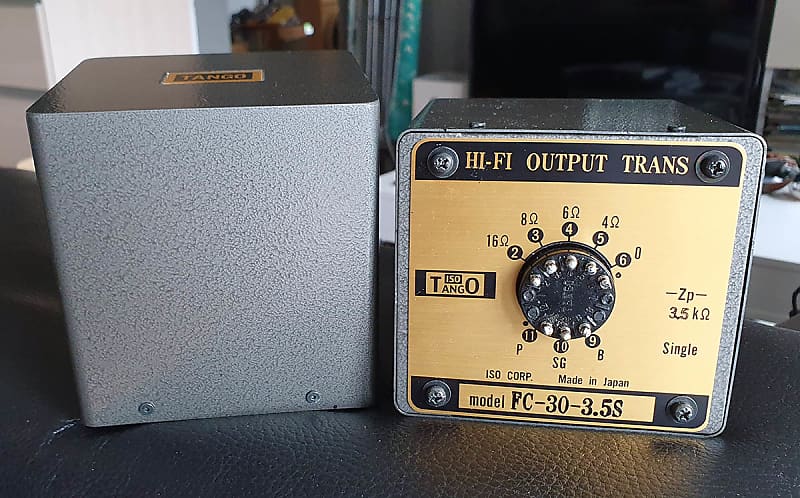 TANGO
HI-FI OUTPUT TRANS
6Ω
8Ω 4Ω
16Ω 0
2 3 4 5 6
ISO
TANGO
TANGO
-Zp-
3.5 kΩ
Single
11 10 9
P SG B
ISO CORP. Made in Japan
model FC-30-3.5S